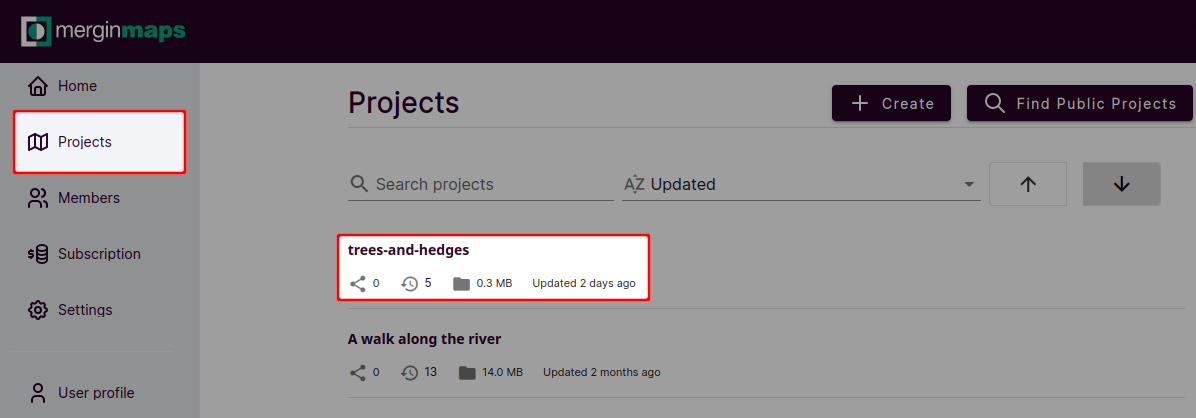 merginmaps
Home
Projects
Members
Subscription
Settings
User profile
Projects
Create
Find Public Projects
Search projects
AZ Updated
trees-and-hedges
0 5 0.3 MB Updated 2 days ago
A walk along the river
0 13 14.0 MB Updated 2 months ago